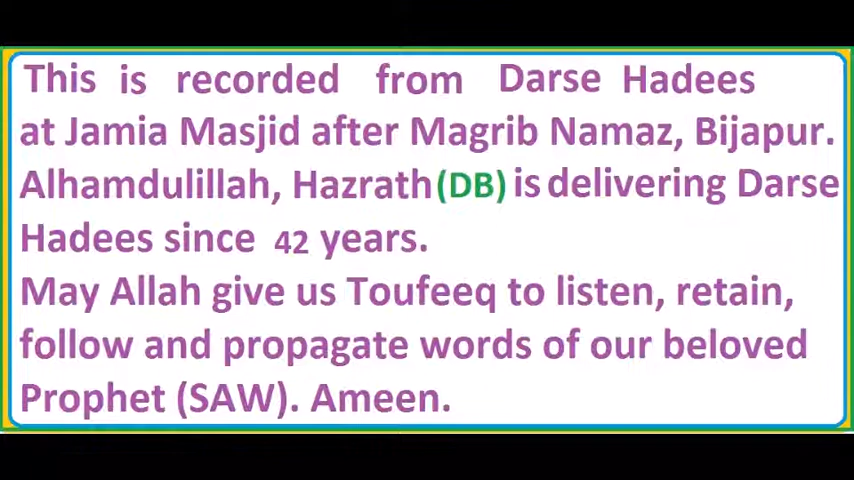 This is recorded from Darse Hadees
at Jamia Masjid after Magrib Namaz, Bijapur.
Alhamdulillah, Hazrath(DB) is delivering Darse
Hadees since 42 years.
May Allah give us Toufeeq to listen, retain,
follow and propagate words of our beloved
Prophet (SAW). Ameen.